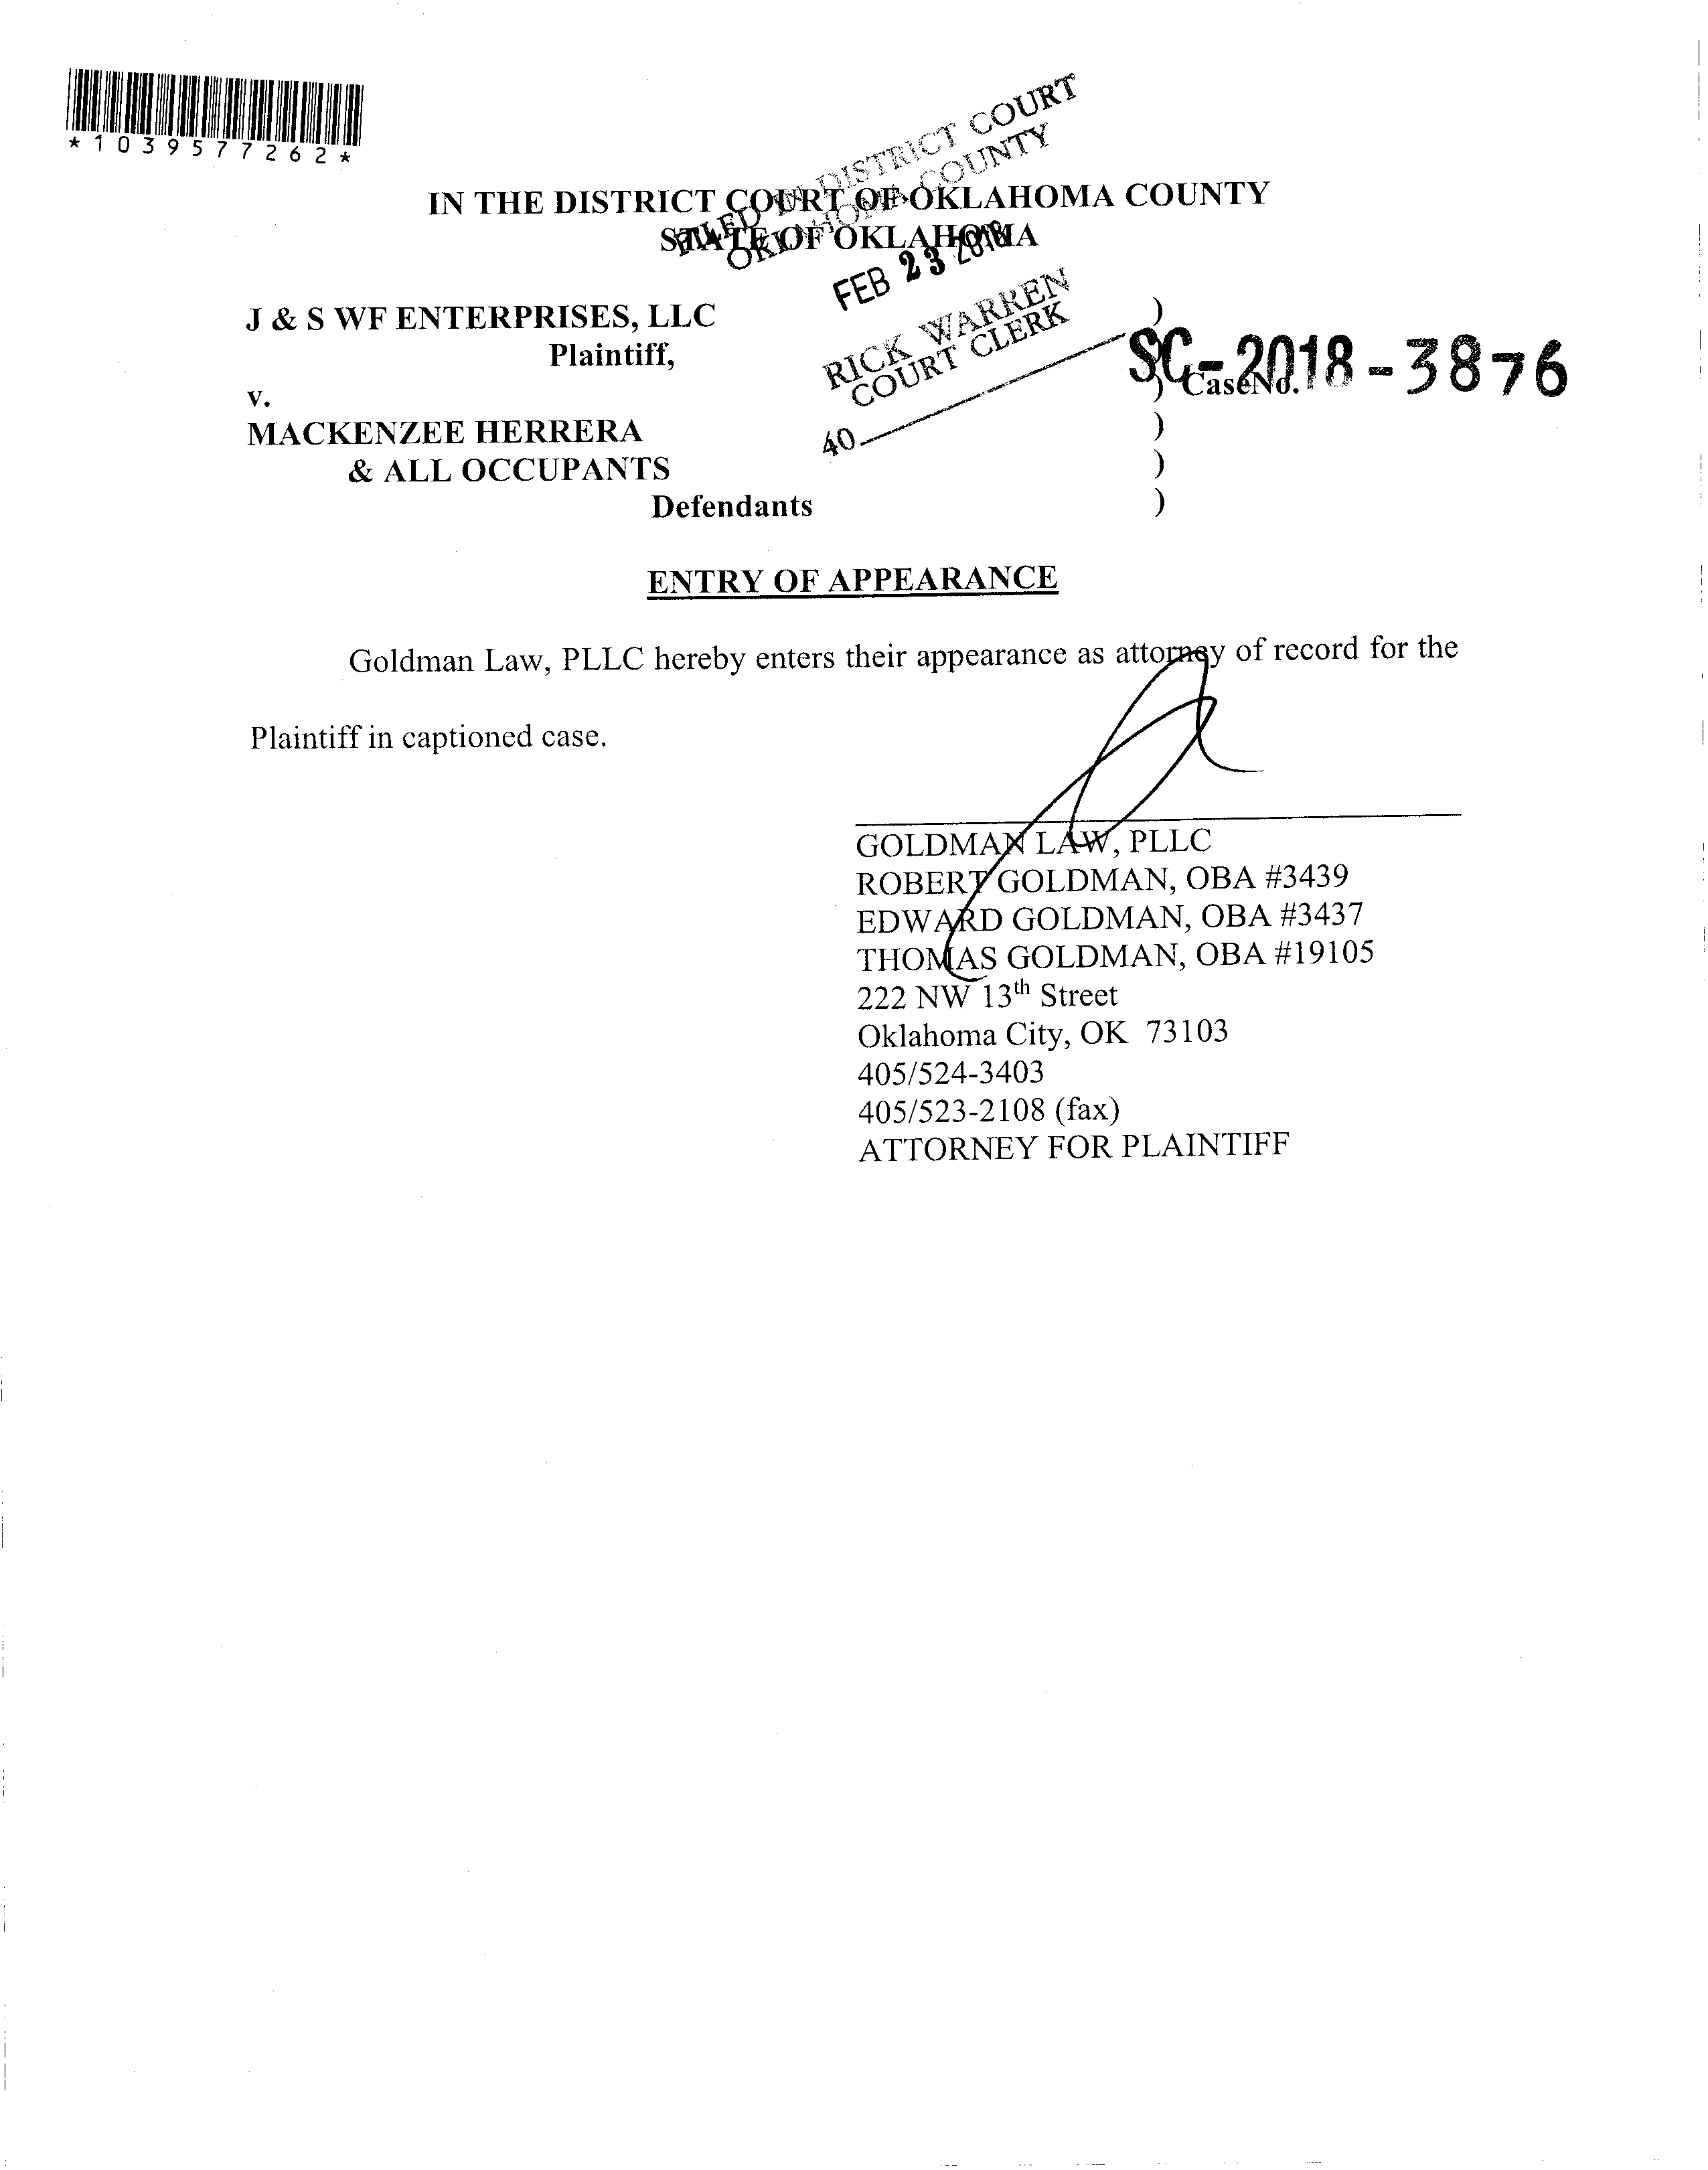 *1039577262*
FILED IN DISTRICT COURT
OKLAHOMA COUNTY
IN THE DISTRICT COURT OF OKLAHOMA COUNTY
STATE OF OKLAHOMA
FEB 23 2018
RICK WARREN
COURT CLERK
40
J & S WF ENTERPRISES, LLC )
Plaintiff,
SC-2018-3876
) Case No.
v.
MACKENZEE HERRERA )
& ALL OCCUPANTS )
Defendants )
ENTRY OF APPEARANCE
Goldman Law, PLLC hereby enters their appearance as attorney of record for the
Plaintiff in captioned case.
GOLDMAN LAW, PLLC
ROBERT GOLDMAN, OBA #3439
EDWARD GOLDMAN, OBA #3437
THOMAS GOLDMAN, OBA #19105
222 NW 13th Street
Oklahoma City, OK 73103
405/524-3403
405/523-2108 (fax)
ATTORNEY FOR PLAINTIFF